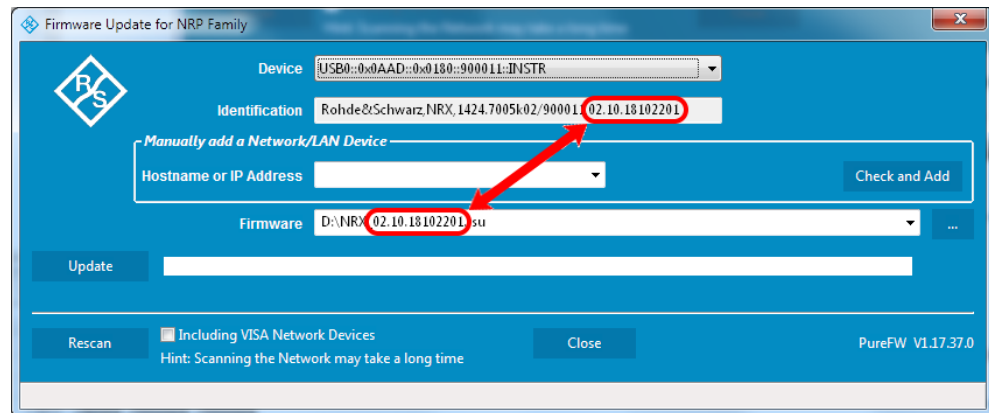 Firmware Update for NRP Family
R&S
Device USB0::0x0AAD::0x0180::900011::INSTR
Identification Rohde&Schwarz,NRX,1424.7005k02/900011 02.10.18102201
Manually add a Network/LAN Device
Hostname or IP Address
Check and Add
Firmware D:\NRX 02.10.18102201 su
...
Update
Rescan
Including VISA Network Devices
Hint: Scanning the Network may take a long time
Close
PureFW V1.17.37.0